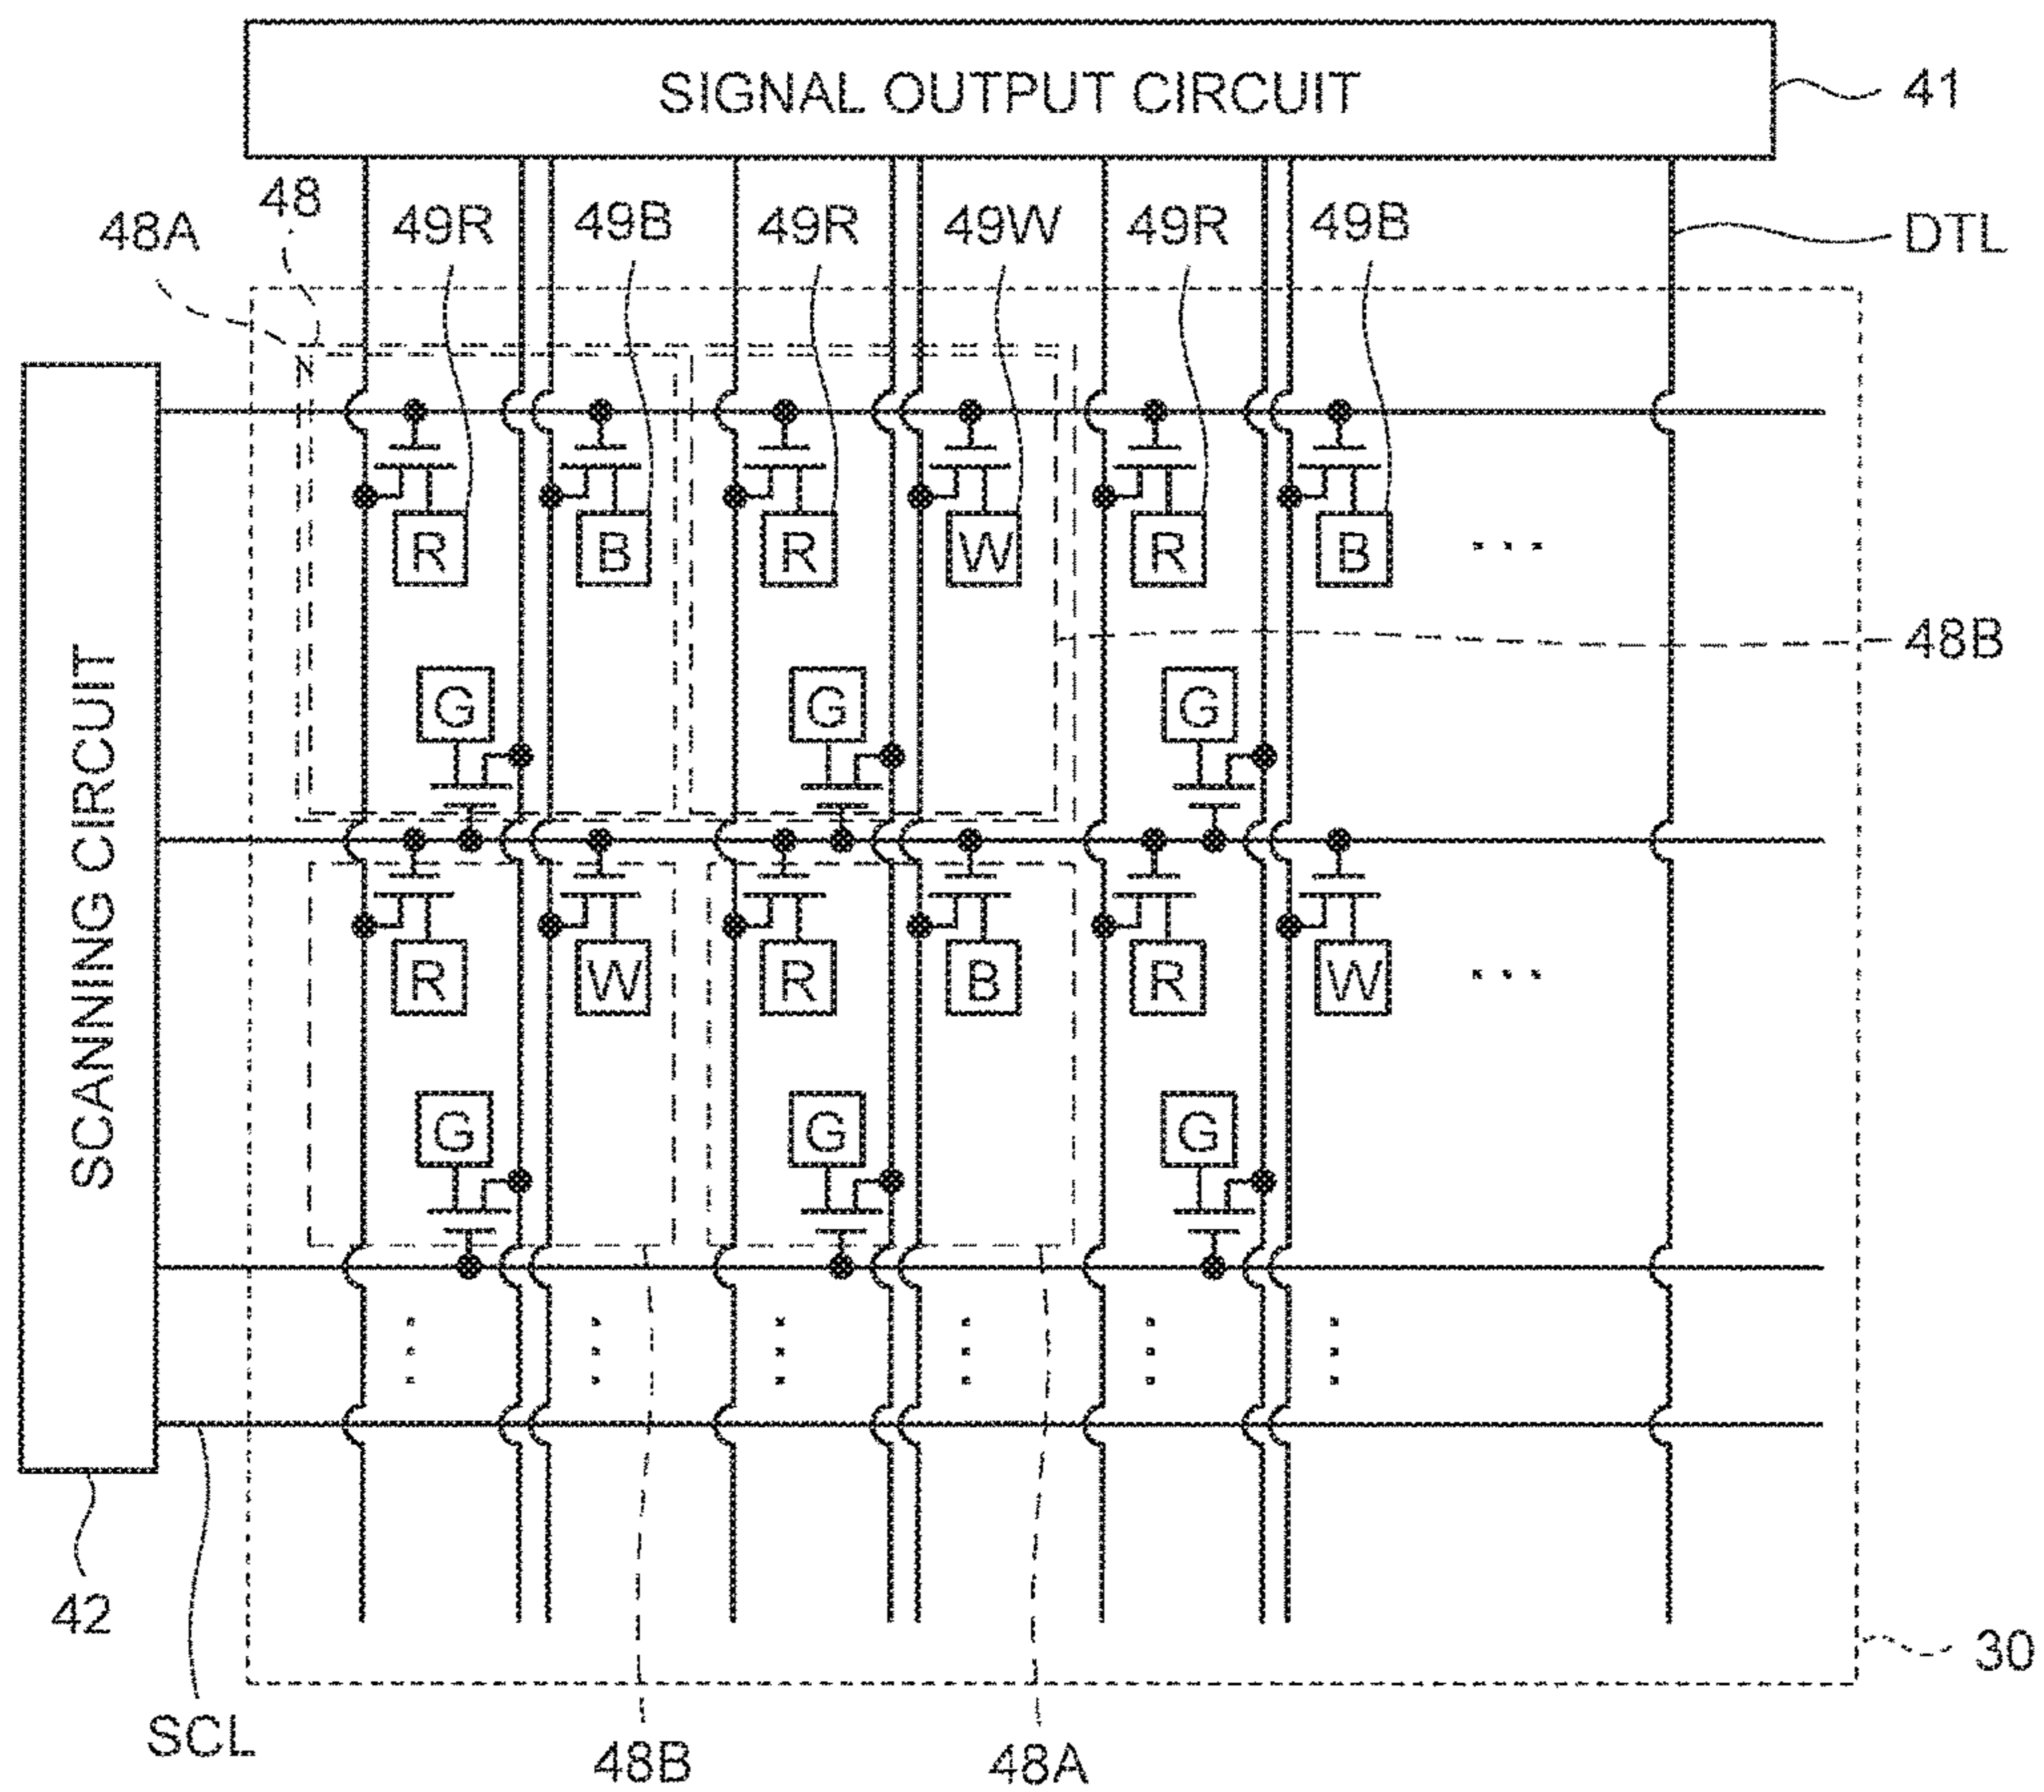 SIGNAL OUTPUT CIRCUIT
41
48
48A
49R
49B
49R
49W
49R
49B
DTL
R
B
R
W
R
B
. . .
48B
G
G
G
SCANNING CIRCUIT
R
W
R
B
R
W
. . .
G
G
G
42
30
SCL
48B
48A